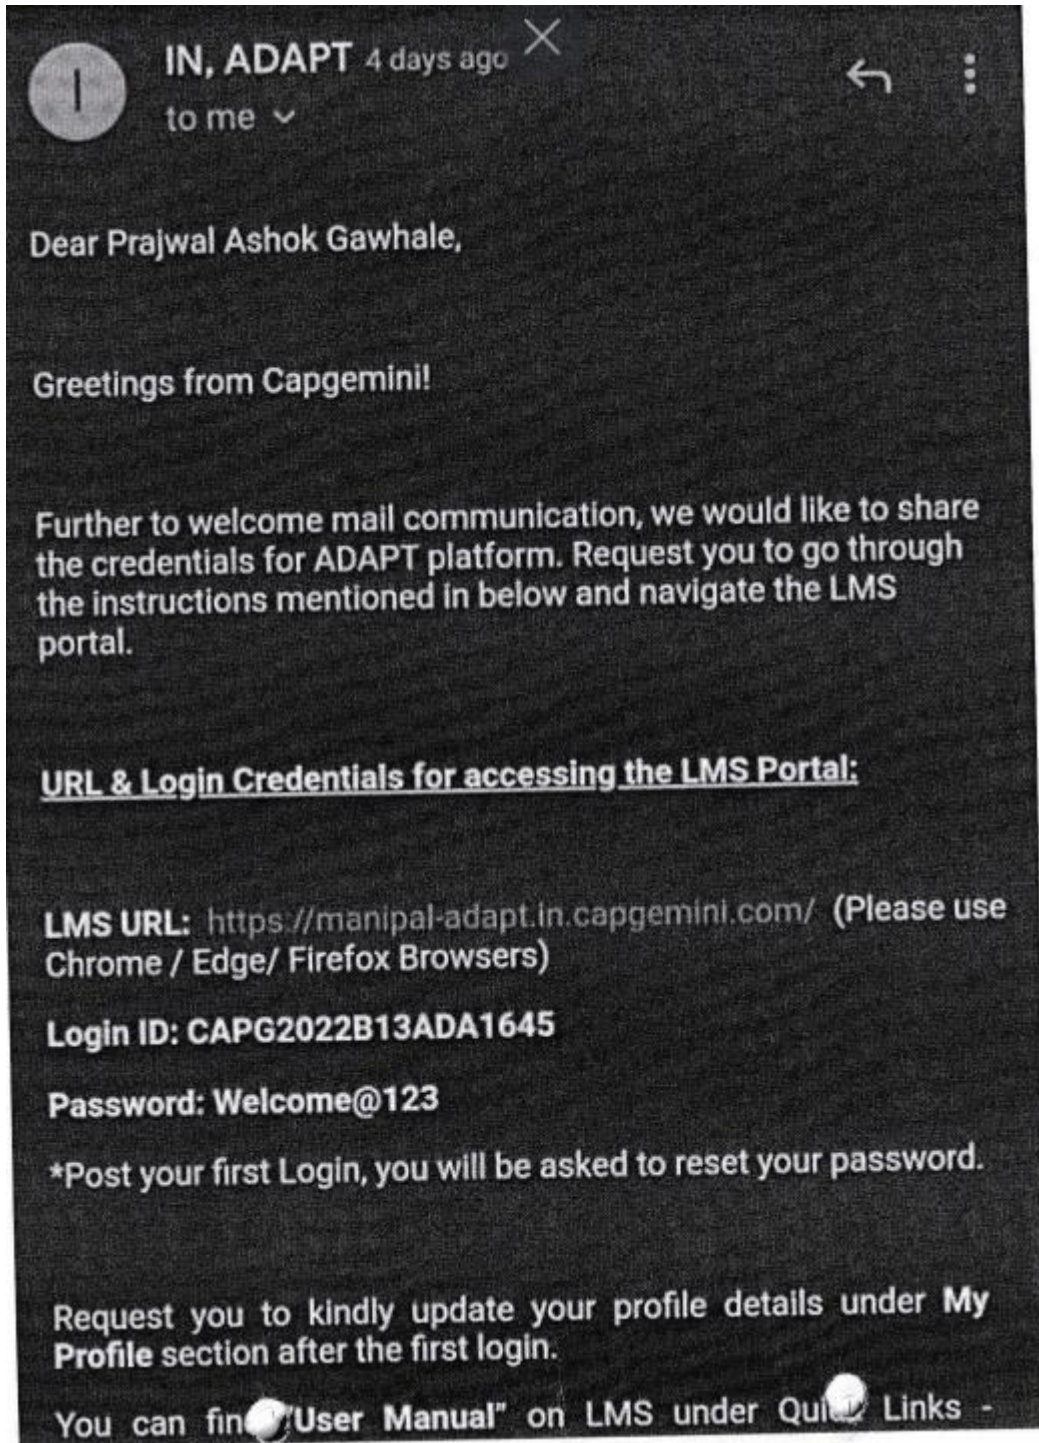 I
IN, ADAPT 4 days ago
to me
Dear Prajwal Ashok Gawhale,
Greetings from Capgemini!
Further to welcome mail communication, we would like to share
the credentials for ADAPT platform. Request you to go through
the instructions mentioned in below and navigate the LMS
portal.
URL & Login Credentials for accessing the LMS Portal:
LMS URL: https://manipal-adapt.in.capgemini.com/ (Please use
Chrome / Edge/ Firefox Browsers)
Login ID: CAPG2022B13ADA1645
Password: Welcome@123
*Post your first Login, you will be asked to reset your password.
Request you to kindly update your profile details under My
Profile section after the first login.
You can "User Manual" on LMS under Links -